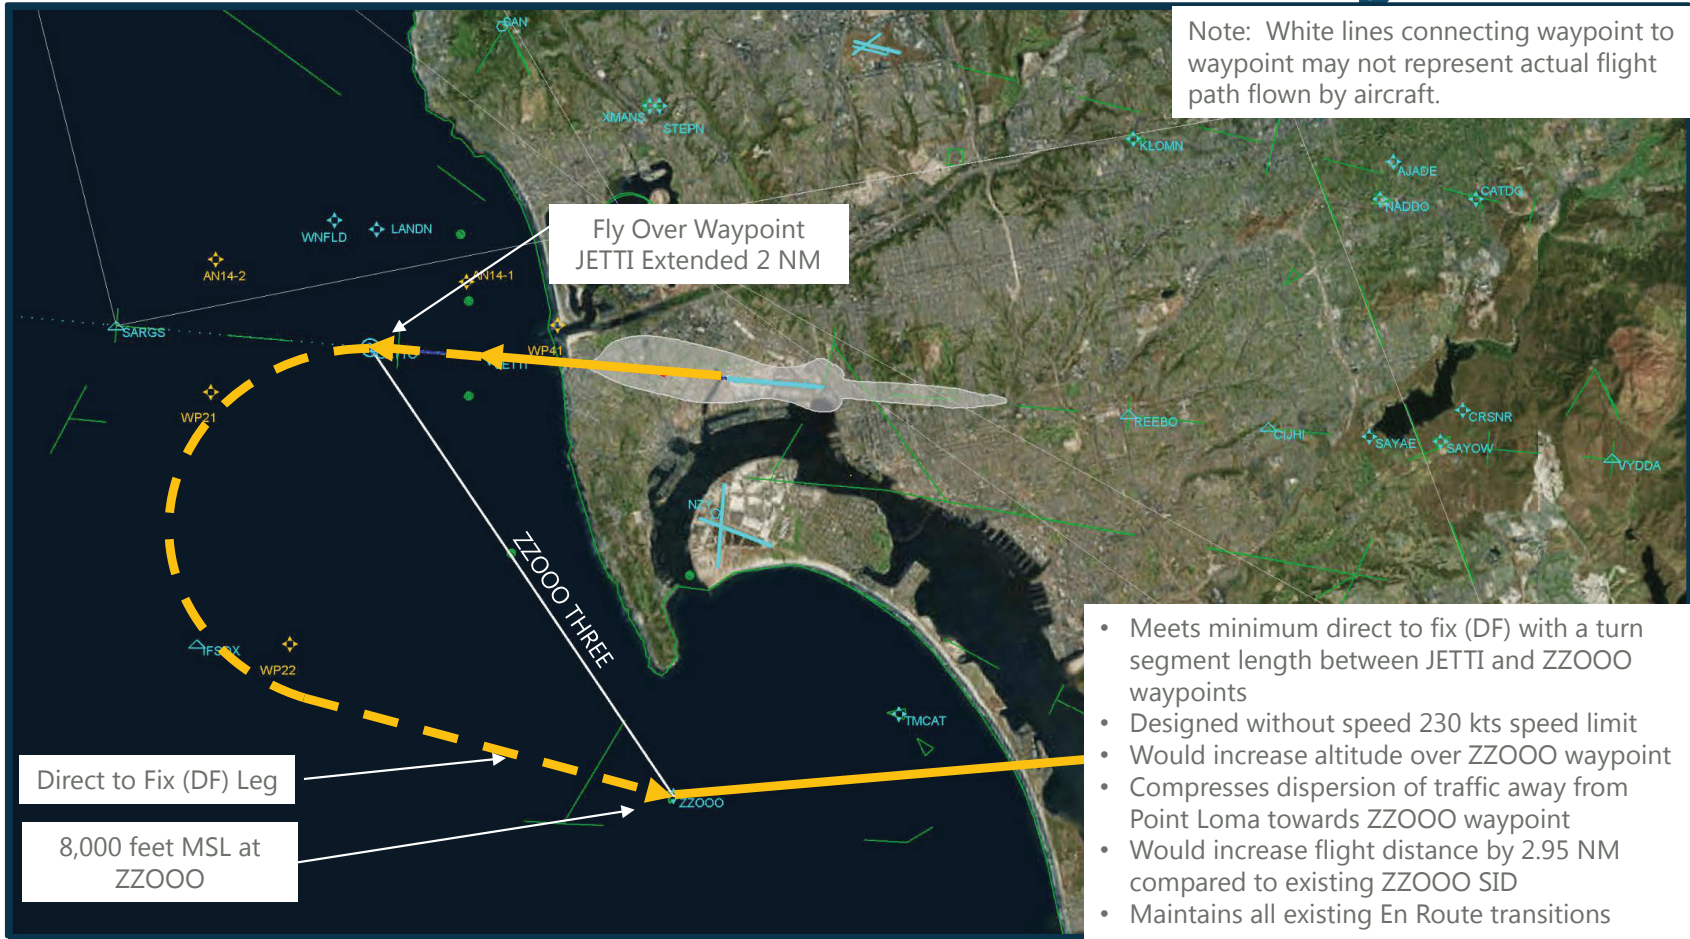 Note: White lines connecting waypoint to
waypoint may not represent actual flight
path flown by aircraft.
SAN
XMANS
STEPN
KLOMN
AJADE
NADDO
CATDG
WNFLD
LANDN
Fly Over Waypoint
JETTI Extended 2 NM
AN14-2
AN14-1
SARGS
WP41
WP21
REEBO
CIJHI
SAYAE
CRSNR
SAYOW
VYDDA
ZZOOO THREE
WP22
TMCAT
Direct to Fix (DF) Leg
ZZOOO
8,000 feet MSL at
ZZOOO
• Meets minimum direct to fix (DF) with a turn
segment length between JETTI and ZZOOO
waypoints
• Designed without speed 230 kts speed limit
• Would increase altitude over ZZOOO waypoint
• Compresses dispersion of traffic away from
Point Loma towards ZZOOO waypoint
• Would increase flight distance by 2.95 NM
compared to existing ZZOOO SID
• Maintains all existing En Route transitions